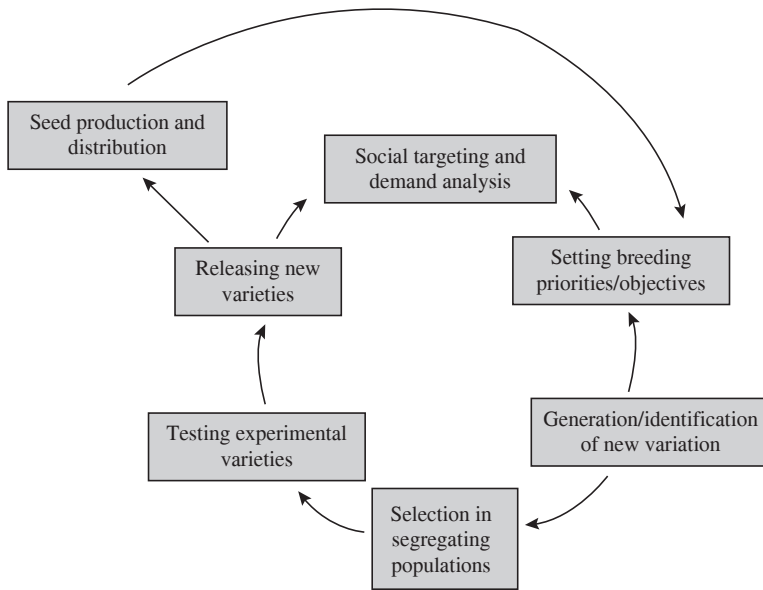 Seed production and
distribution
Social targeting and
demand analysis
Releasing new
varieties
Setting breeding
priorities/objectives
Testing experimental
varieties
Generation/identification
of new variation
Selection in
segregating
populations